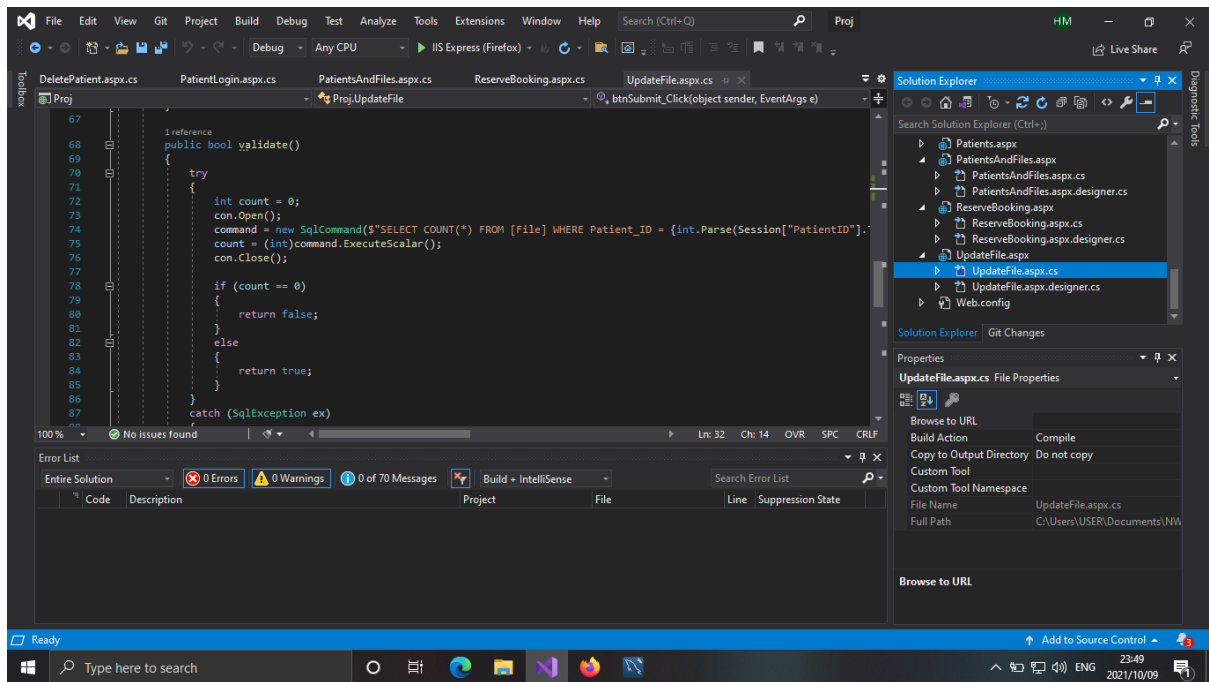 File Edit View Git Project Build Debug Test Analyze Tools Extensions Window Help Search (Ctrl+Q) Proj HM
Debug Any CPU IIS Express (Firefox) Live Share
Toolbox
DeletePatient.aspx.cs PatientLogin.aspx.cs PatientsAndFiles.aspx.cs ReserveBooking.aspx.cs UpdateFile.aspx.cs
Proj Proj.UpdateFile btnSubmit_Click(object sender, EventArgs e)
67 }
1 reference
68 public bool validate()
69 {
70 try
71 {
72 int count = 0;
73 con.Open();
74 command = new SqlCommand($"SELECT COUNT(*) FROM [File] WHERE Patient_ID = {int.Parse(Session["PatientID"].
75 count = (int)command.ExecuteScalar();
76 con.Close();
77
78 if (count == 0)
79 {
80 return false;
81 }
82 else
83 {
84 return true;
85 }
86 }
87 catch (SqlException ex)
100 % No issues found Ln: 32 Ch: 14 OVR SPC CRLF
Error List
Entire Solution 0 Errors 0 Warnings 0 of 70 Messages Build + IntelliSense Search Error List
Code Description Project File Line Suppression State
Solution Explorer
Search Solution Explorer (Ctrl+;)
Patients.aspx
PatientsAndFiles.aspx
PatientsAndFiles.aspx.cs
PatientsAndFiles.aspx.designer.cs
ReserveBooking.aspx
ReserveBooking.aspx.cs
ReserveBooking.aspx.designer.cs
UpdateFile.aspx
UpdateFile.aspx.cs
UpdateFile.aspx.designer.cs
Web.config
Solution Explorer Git Changes
Properties
UpdateFile.aspx.cs File Properties
Browse to URL
Build Action Compile
Copy to Output Directory Do not copy
Custom Tool
Custom Tool Namespace
File Name UpdateFile.aspx.cs
Full Path C:\Users\USER\Documents\NW
Browse to URL
Diagnostic Tools
Ready Add to Source Control 3
Type here to search ENG 23:49
2021/10/09 1